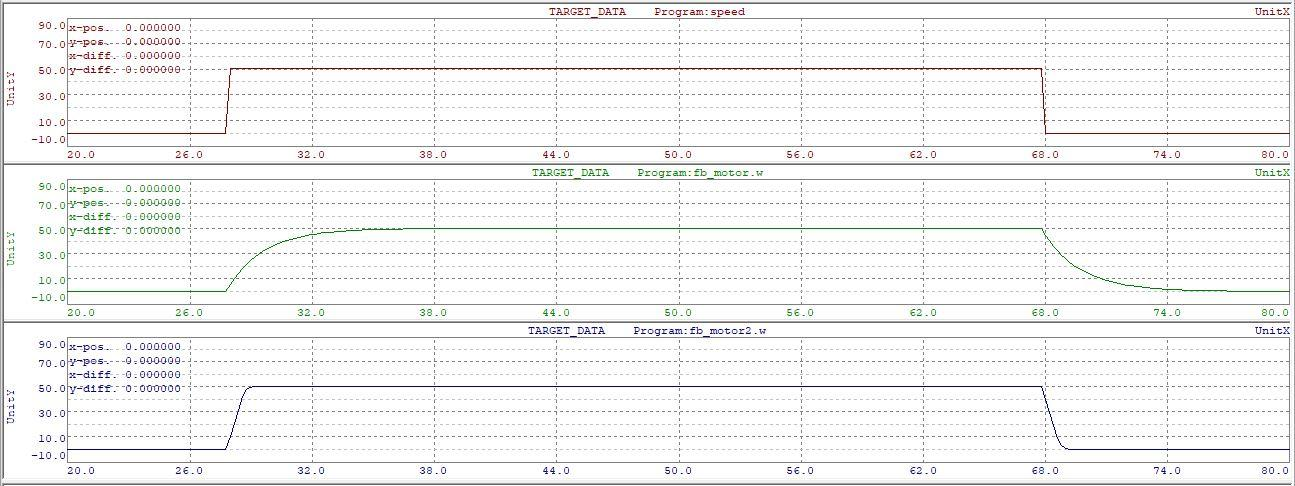 TARGET_DATA Program:speed UnitX
90.0 x-pos. 0.000000
y-pos. 0.000000
70.0
x-diff. 0.000000
50.0 y-diff. 0.000000
UnitY
30.0
10.0
-10.0
20.0 26.0 32.0 38.0 44.0 50.0 56.0 62.0 68.0 74.0 80.0
TARGET_DATA Program:fb_motor.w UnitX
90.0 x-pos. 0.000000
y-pos. 0.000000
70.0
x-diff. 0.000000
50.0 y-diff. 0.000000
UnitY
30.0
10.0
-10.0
20.0 26.0 32.0 38.0 44.0 50.0 56.0 62.0 68.0 74.0 80.0
TARGET_DATA Program:fb_motor2.w UnitX
90.0 x-pos. 0.000000
y-pos. 0.000000
70.0
x-diff. 0.000000
50.0 y-diff. 0.000000
UnitY
30.0
10.0
-10.0
20.0 26.0 32.0 38.0 44.0 50.0 56.0 62.0 68.0 74.0 80.0